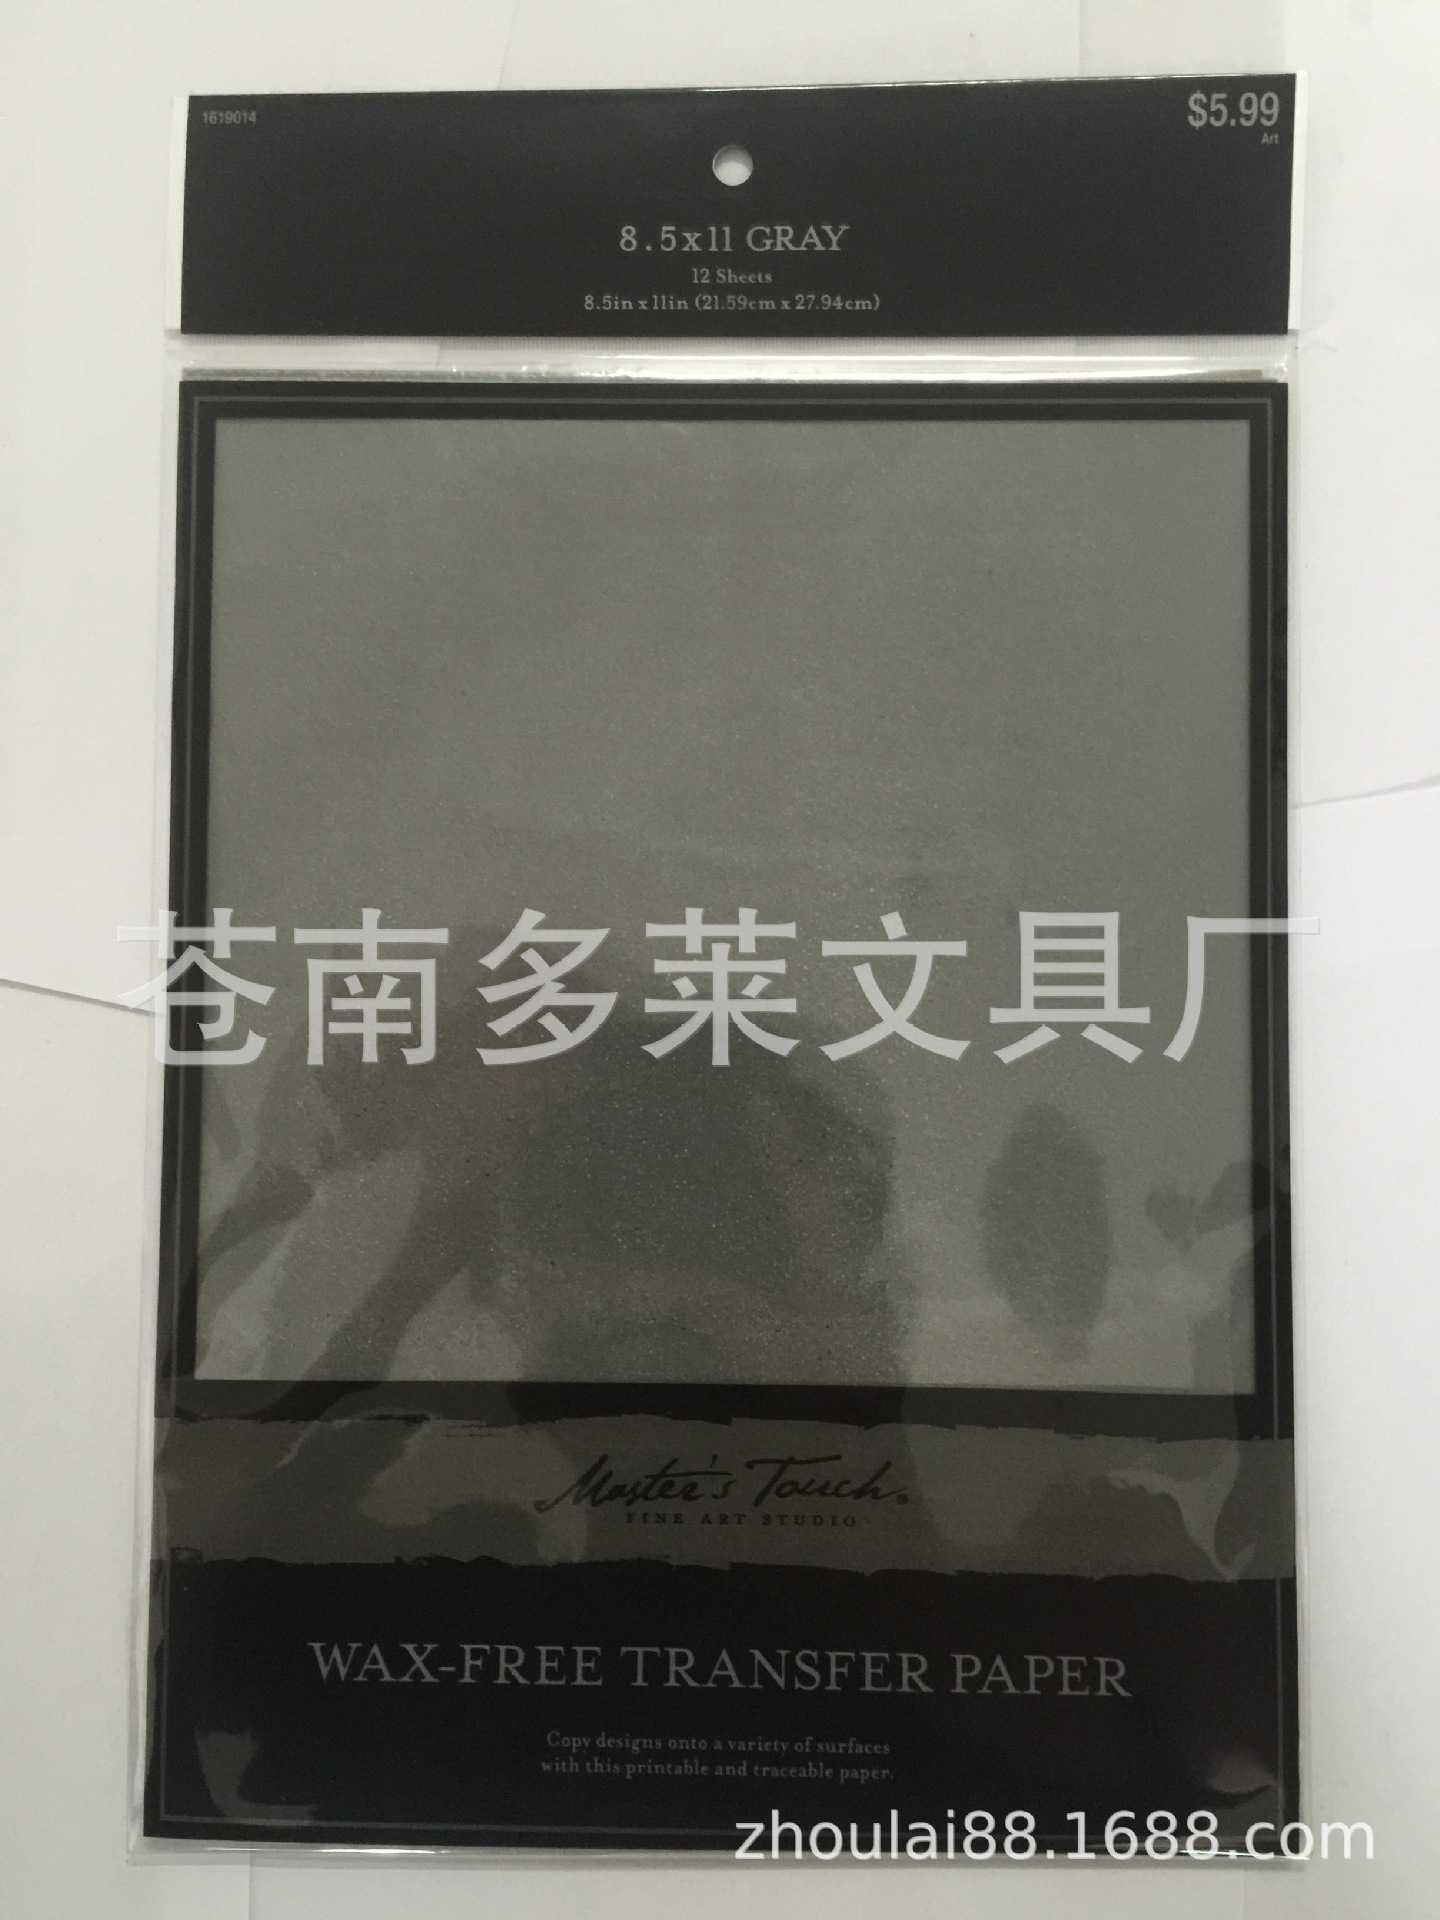 1619014
$5.99
Art
8.5x11 GRAY
12 Sheets
8.5in x 11in (21.59cm x 27.94cm)
苍南多莱文具厂
Master's Touch®
FINE ART STUDIO
WAX-FREE TRANSFER PAPER
Copy designs onto a variety of surfaces
with this printable and traceable paper.
zhoulai88.1688.com